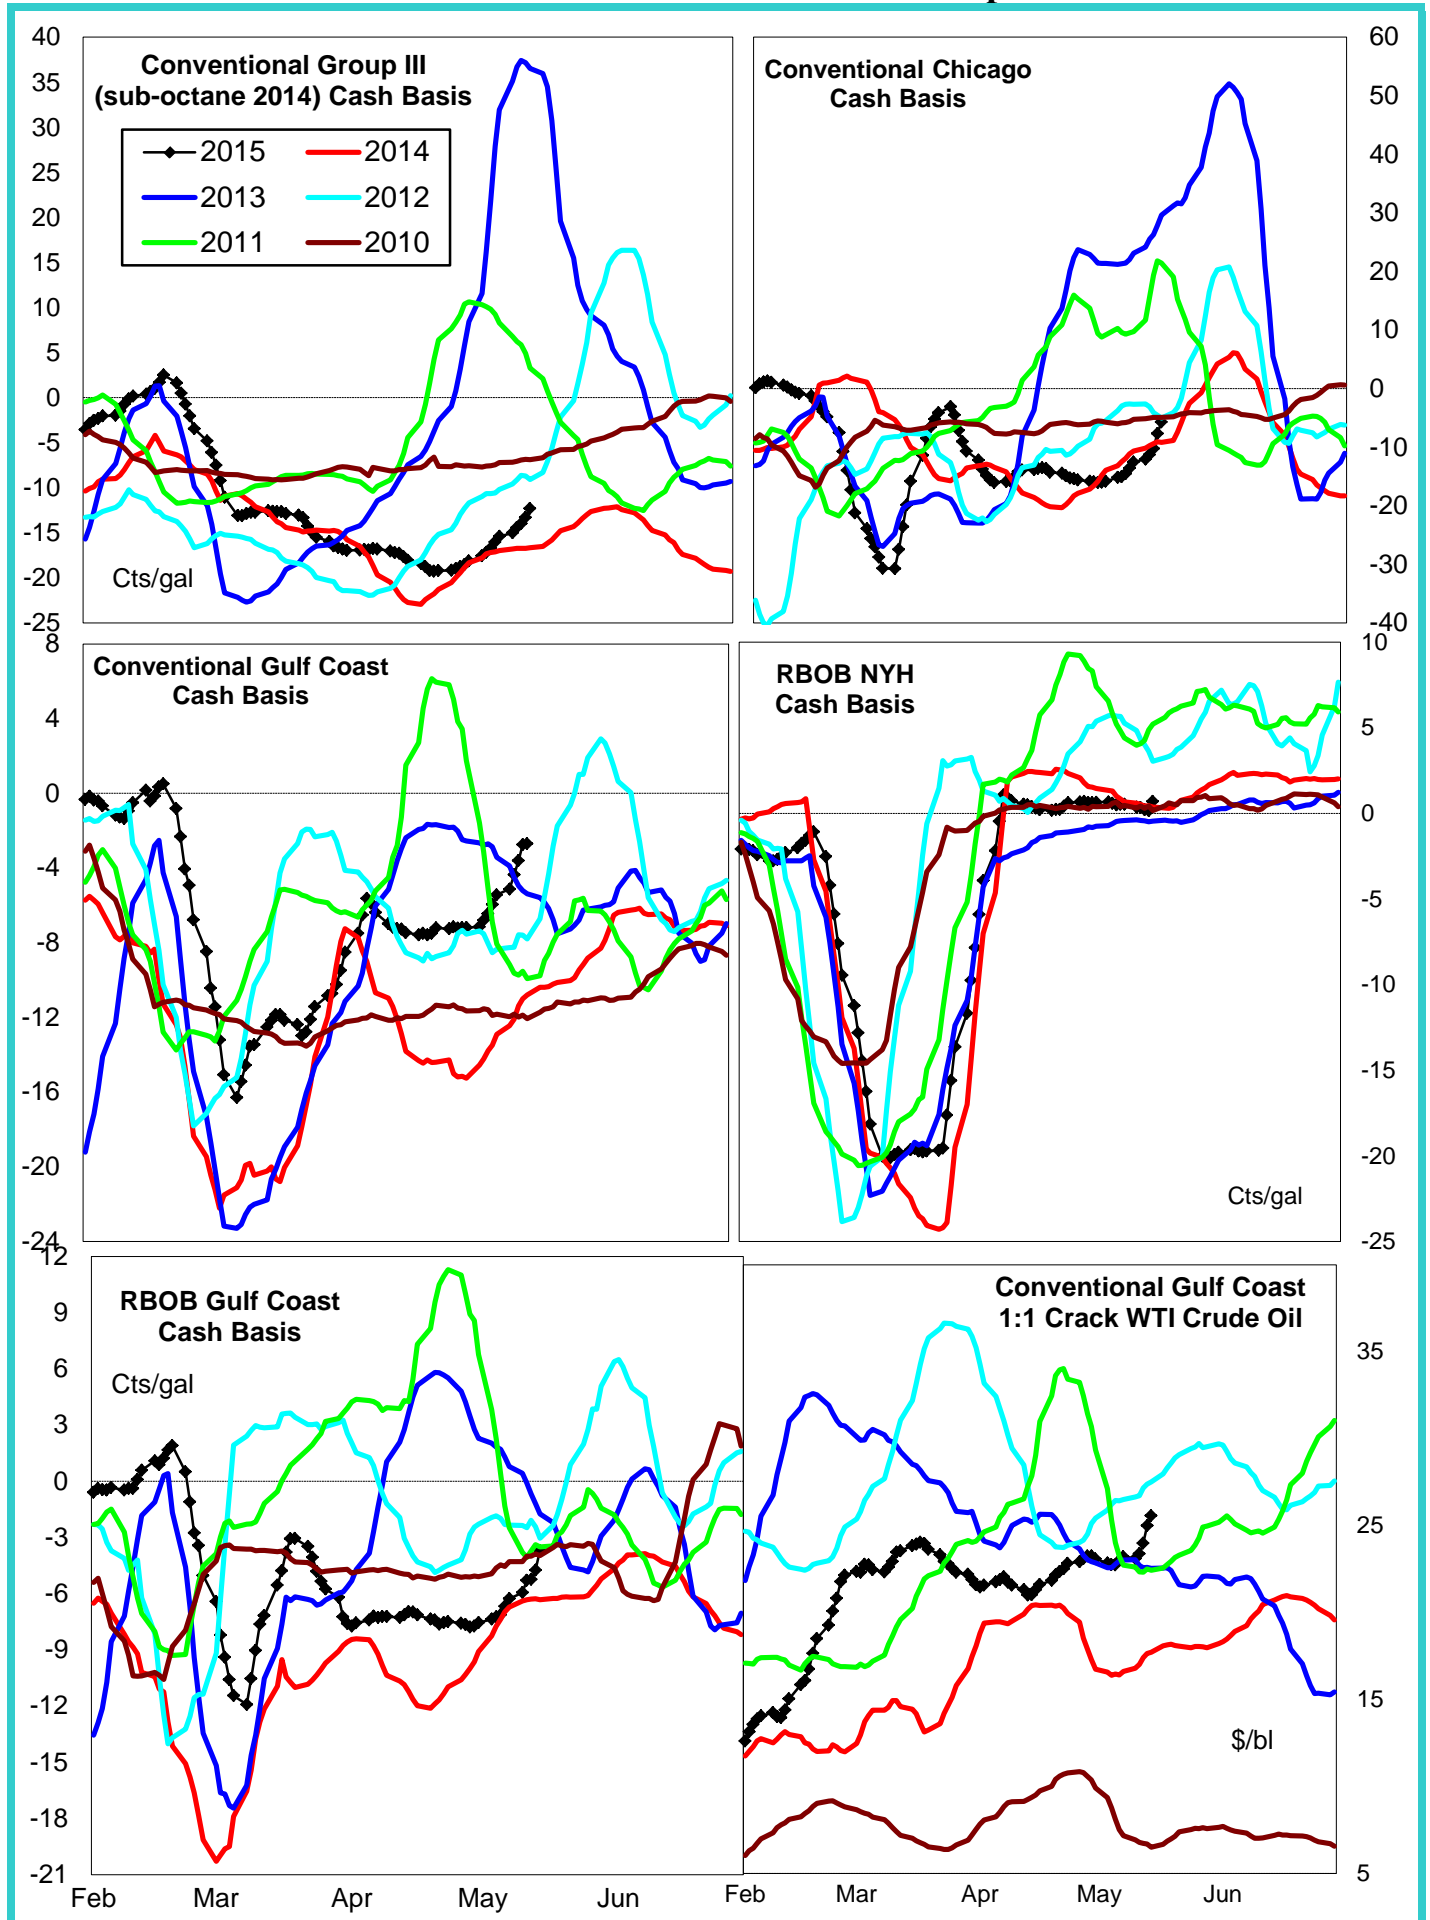 Conventional Group III
(sub-octane 2014) Cash Basis
2015
2014
2013
2012
2011
2010
40
35
30
25
20
15
10
5
0
-5
-10
-15
-20
-25
Cts/gal
Conventional Chicago
Cash Basis
60
50
40
30
20
10
0
-10
-20
-30
-40
Conventional Gulf Coast
Cash Basis
8
4
0
-4
-8
-12
-16
-20
-24
RBOB NYH
Cash Basis
10
5
0
-5
-10
-15
-20
-25
Cts/gal
RBOB Gulf Coast
Cash Basis
Cts/gal
12
9
6
3
0
-3
-6
-9
-12
-15
-18
-21
Feb
Mar
Apr
May
Jun
Conventional Gulf Coast
1:1 Crack WTI Crude Oil
35
25
15
5
$/bl
Feb
Mar
Apr
May
Jun